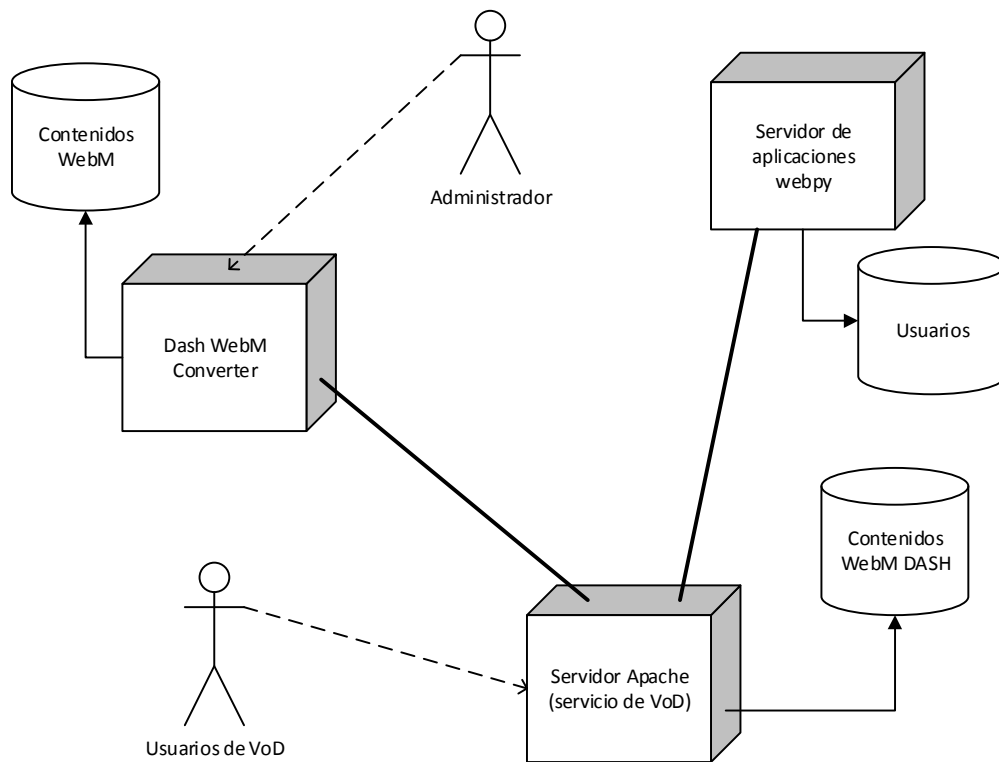 Contenidos
WebM
Administrador
Servidor de
aplicaciones
webpy
Usuarios
Dash WebM
Converter
Contenidos
WebM DASH
Servidor Apache
(servicio de VoD)
Usuarios de VoD